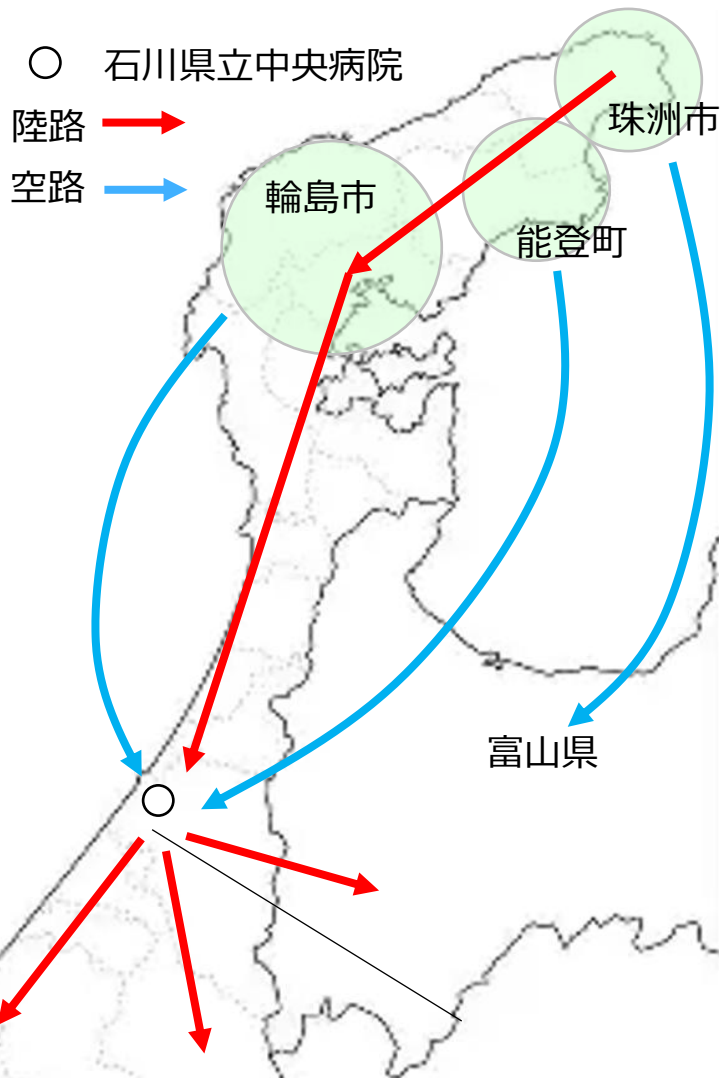 石川県立中央病院
陸路
空路
珠洲市
輪島市
能登町
富山県